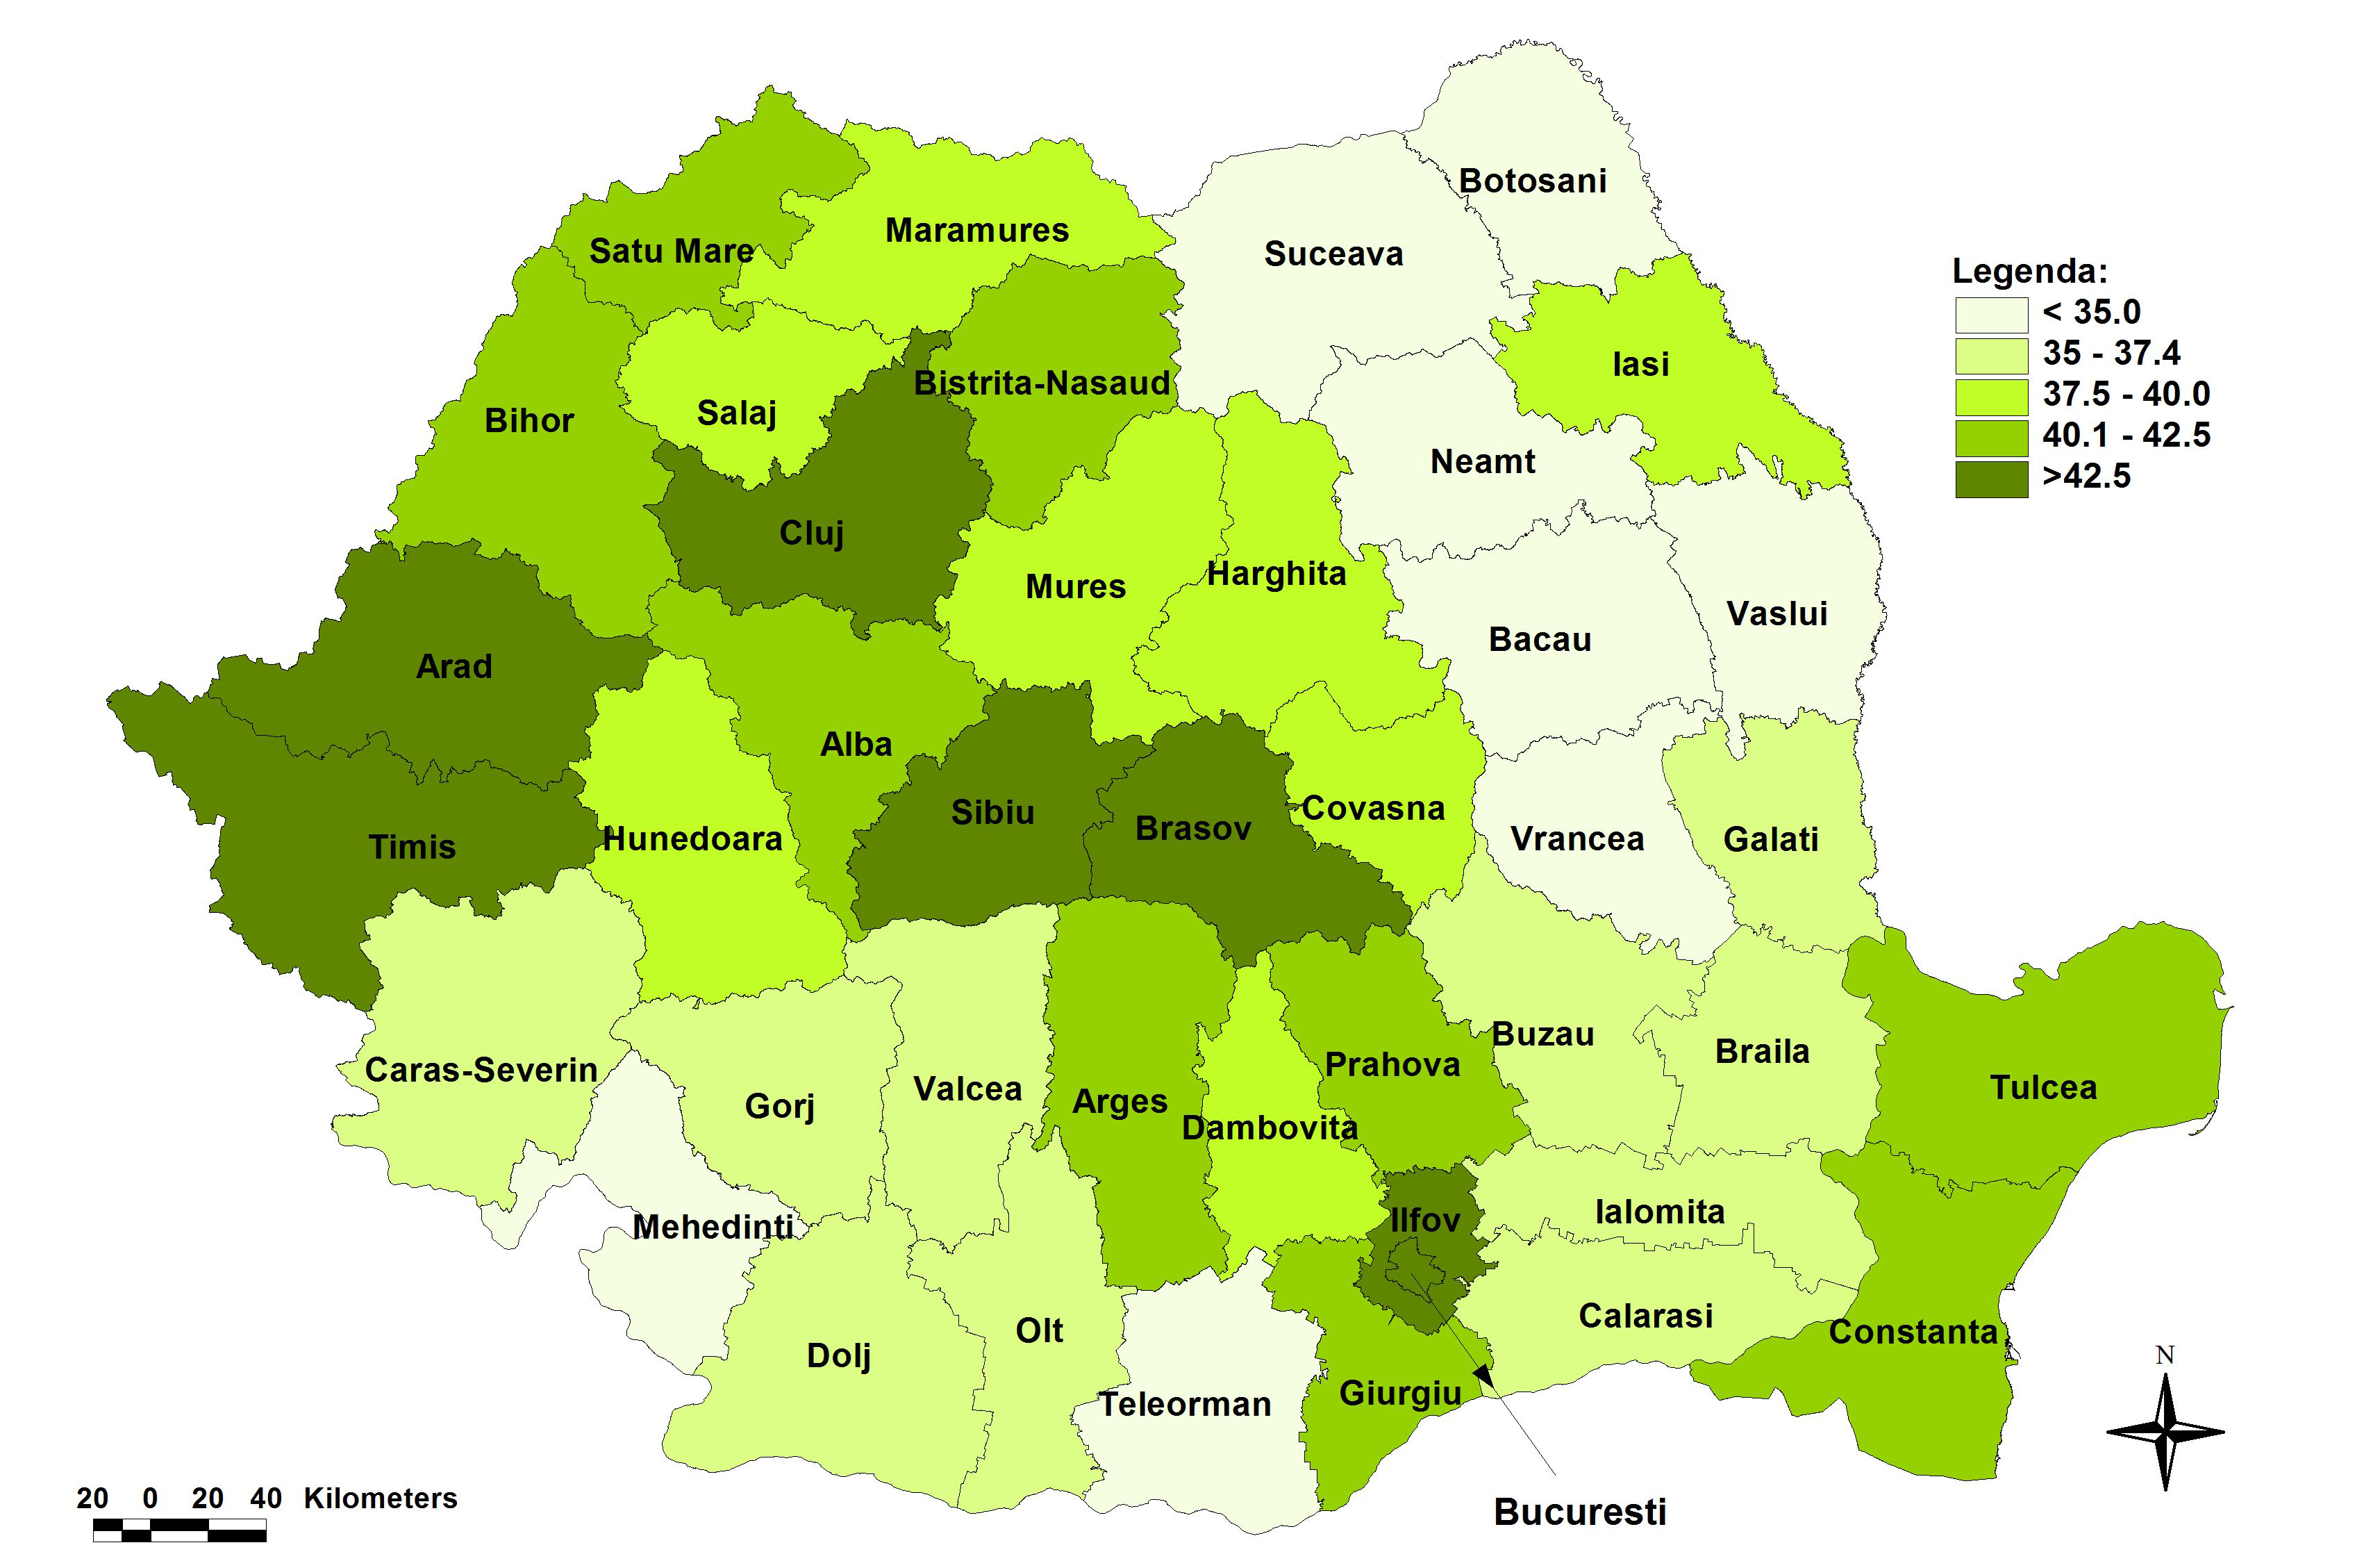 Botosani
Maramures
Satu Mare
Suceava
Legenda:
< 35.0
35 - 37.4
37.5 - 40.0
40.1 - 42.5
>42.5
Iasi
Bistrita-Nasaud
Salaj
Bihor
Neamt
Cluj
Mures
Harghita
Vaslui
Bacau
Arad
Alba
Covasna
Sibiu
Brasov
Hunedoara
Vrancea
Galati
Timis
Buzau
Braila
Prahova
Caras-Severin
Tulcea
Valcea
Arges
Gorj
Dambovita
Ialomita
Ilfov
Mehedinti
Calarasi
Olt
Constanta
Dolj
N
Giurgiu
Teleorman
20 0 20 40 Kilometers
Bucuresti